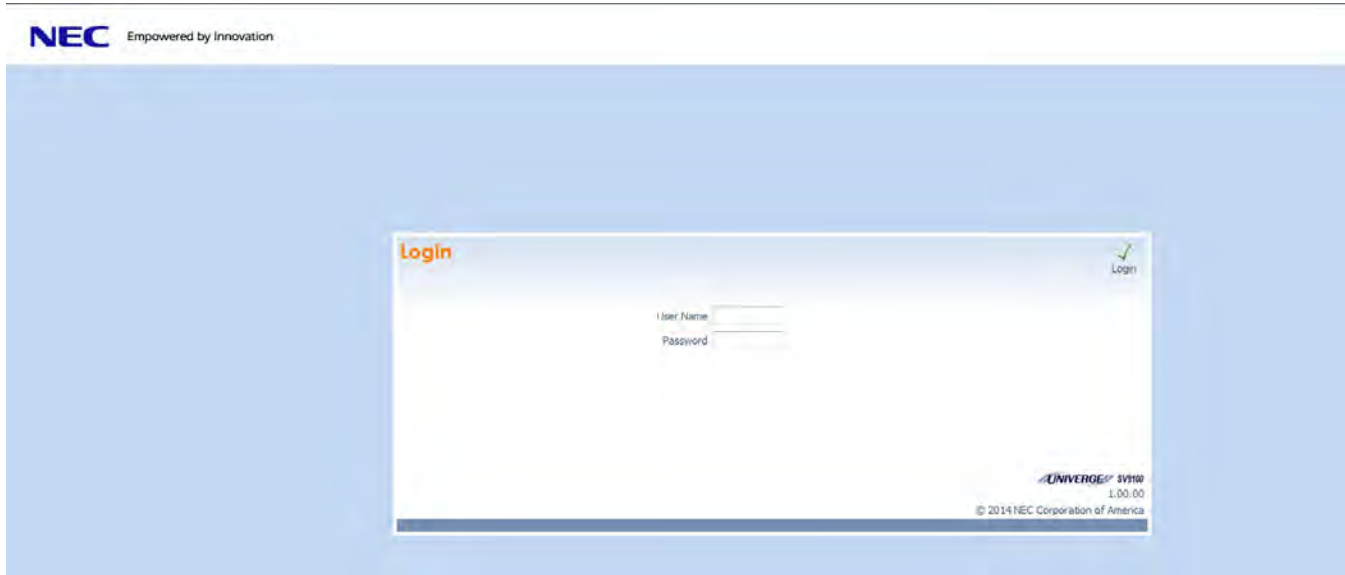 NEC Empowered by Innovation
Login
Login
User Name
Password
UNIVERGE SV9100
1.00.00
© 2014 NEC Corporation of America